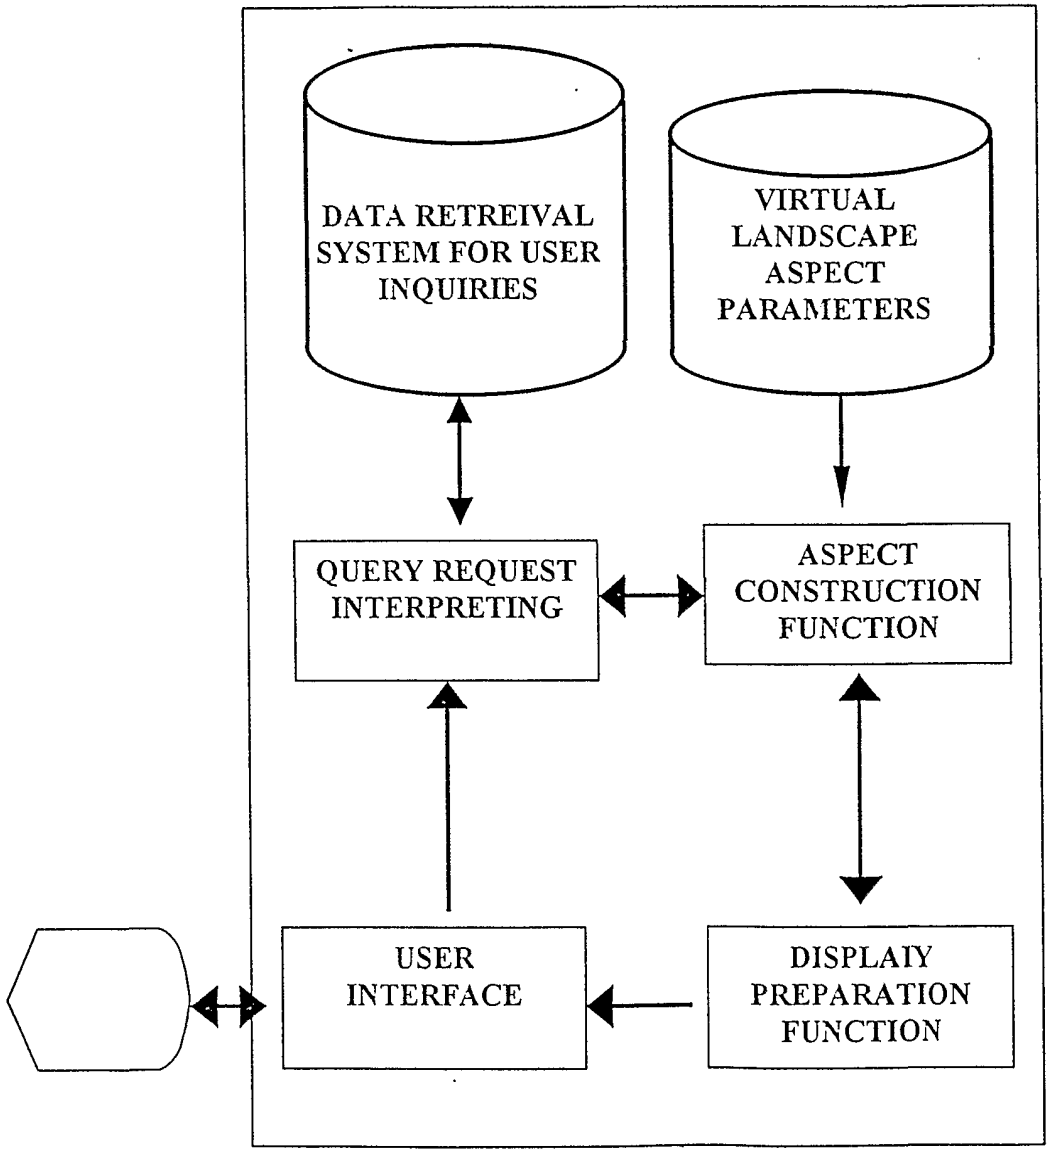 DATA RETREIVAL
SYSTEM FOR USER
INQUIRIES
VIRTUAL
LANDSCAPE
ASPECT
PARAMETERS
QUERY REQUEST
INTERPRETING
ASPECT
CONSTRUCTION
FUNCTION
USER
INTERFACE
DISPLAIY
PREPARATION
FUNCTION